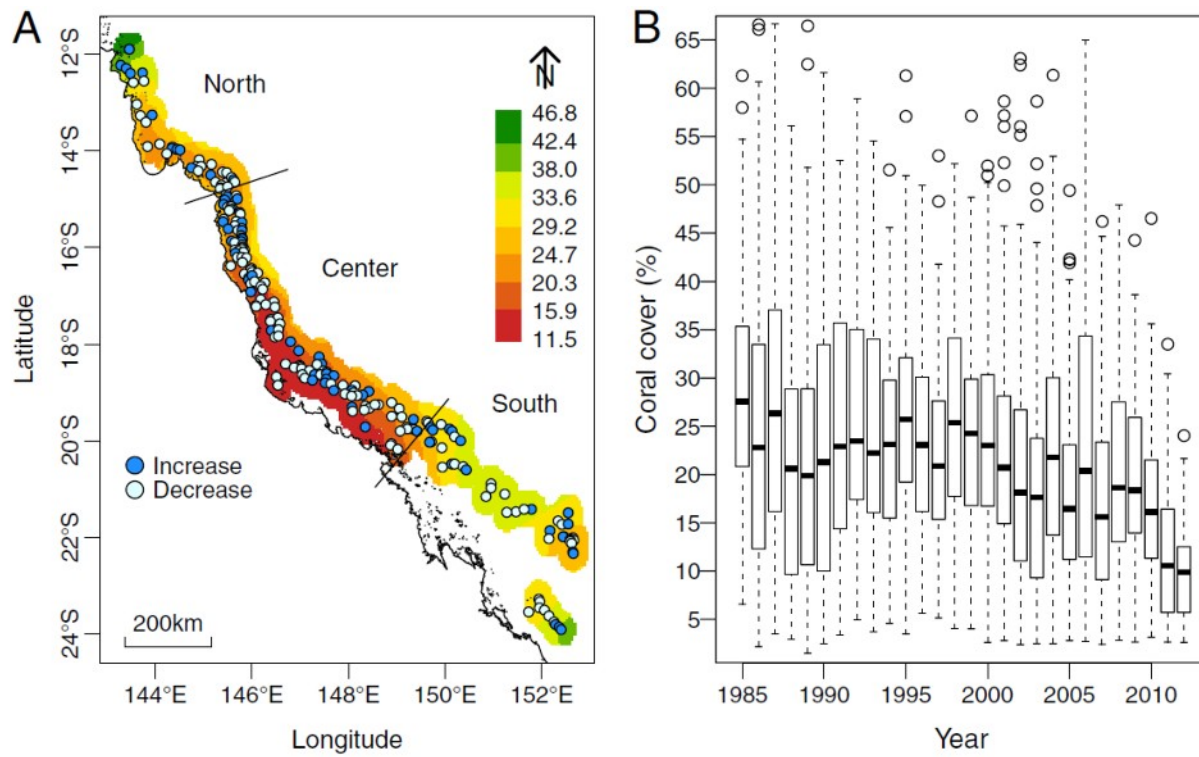 A
12°S
14°S
16°S
18°S
20°S
22°S
24°S
Latitude
North
Center
South
N
46.8
42.4
38.0
33.6
29.2
24.7
20.3
15.9
11.5
Increase
Decrease
200km
144°E
146°E
148°E
150°E
152°E
Longitude
B
65
60
55
50
45
40
35
30
25
20
15
10
5
Coral cover (%)
1985
1990
1995
2000
2005
2010
Year